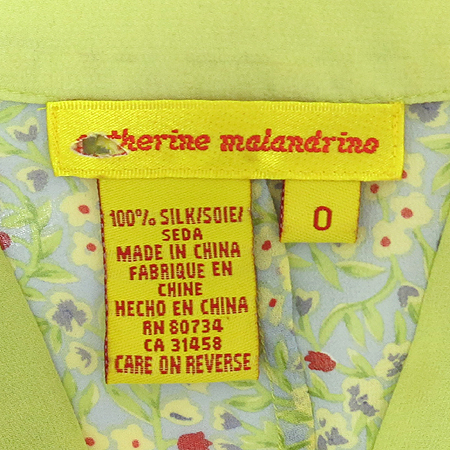 catherine malandrino
0
100% SILK/SOIE/
SEDA
MADE IN CHINA
FABRIQUE EN
CHINE
HECHO EN CHINA
RN 80734
CA 31458
CARE ON REVERSE